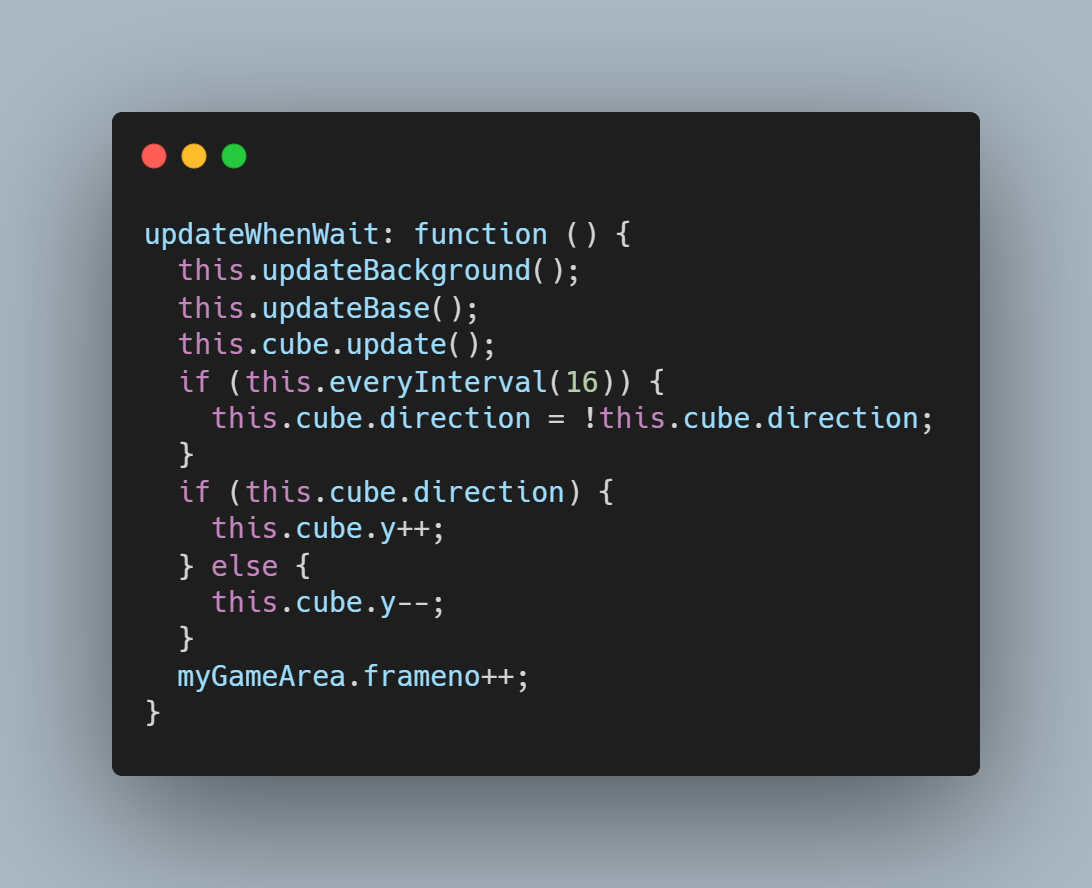 updateWhenWait: function () {
  this.updateBackground();
  this.updateBase();
  this.cube.update();
  if (this.everyInterval(16)) {
    this.cube.direction = !this.cube.direction;
  }
  if (this.cube.direction) {
    this.cube.y++;
  } else {
    this.cube.y--;
  }
  myGameArea.frameno++;
}